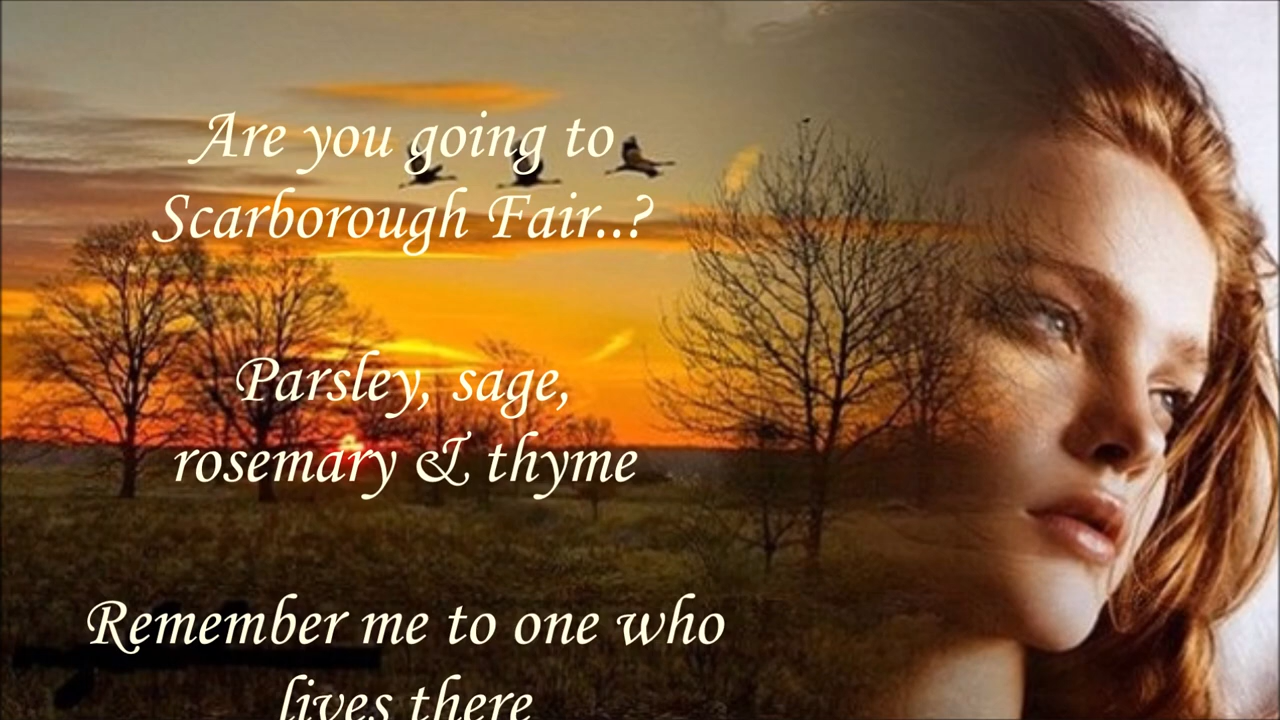 Are you going to
Scarborough Fair..?
Parsley, sage,
rosemary & thyme
Remember me to one who
lives there